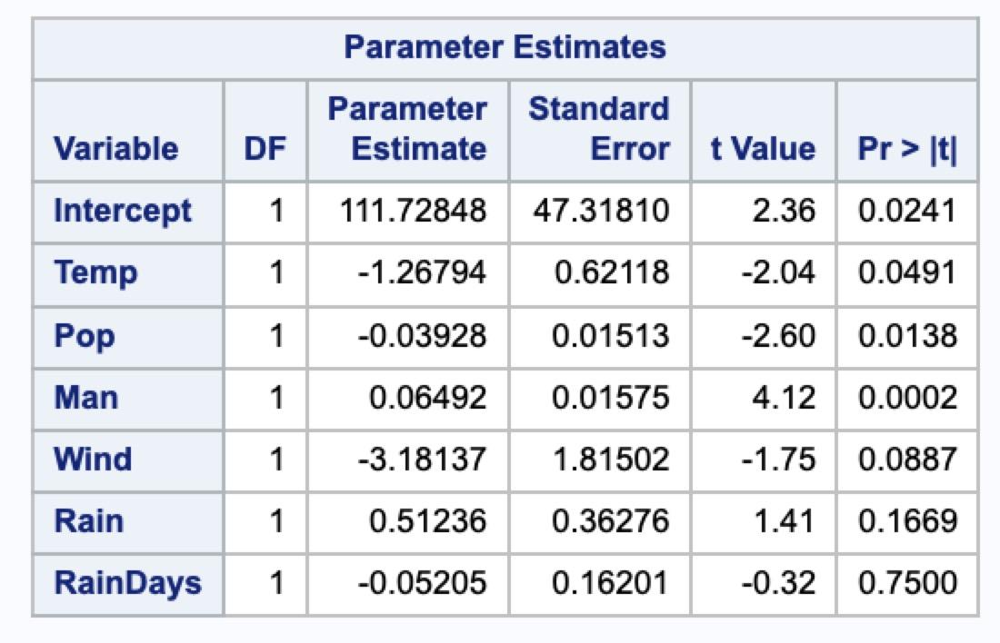 Parameter Estimates
Variable DF Parameter Estimate Standard Error t Value Pr > |t|
Intercept 1 111.72848 47.31810 2.36 0.0241
Temp 1 -1.26794 0.62118 -2.04 0.0491
Pop 1 -0.03928 0.01513 -2.60 0.0138
Man 1 0.06492 0.01575 4.12 0.0002
Wind 1 -3.18137 1.81502 -1.75 0.0887
Rain 1 0.51236 0.36276 1.41 0.1669
RainDays 1 -0.05205 0.16201 -0.32 0.7500